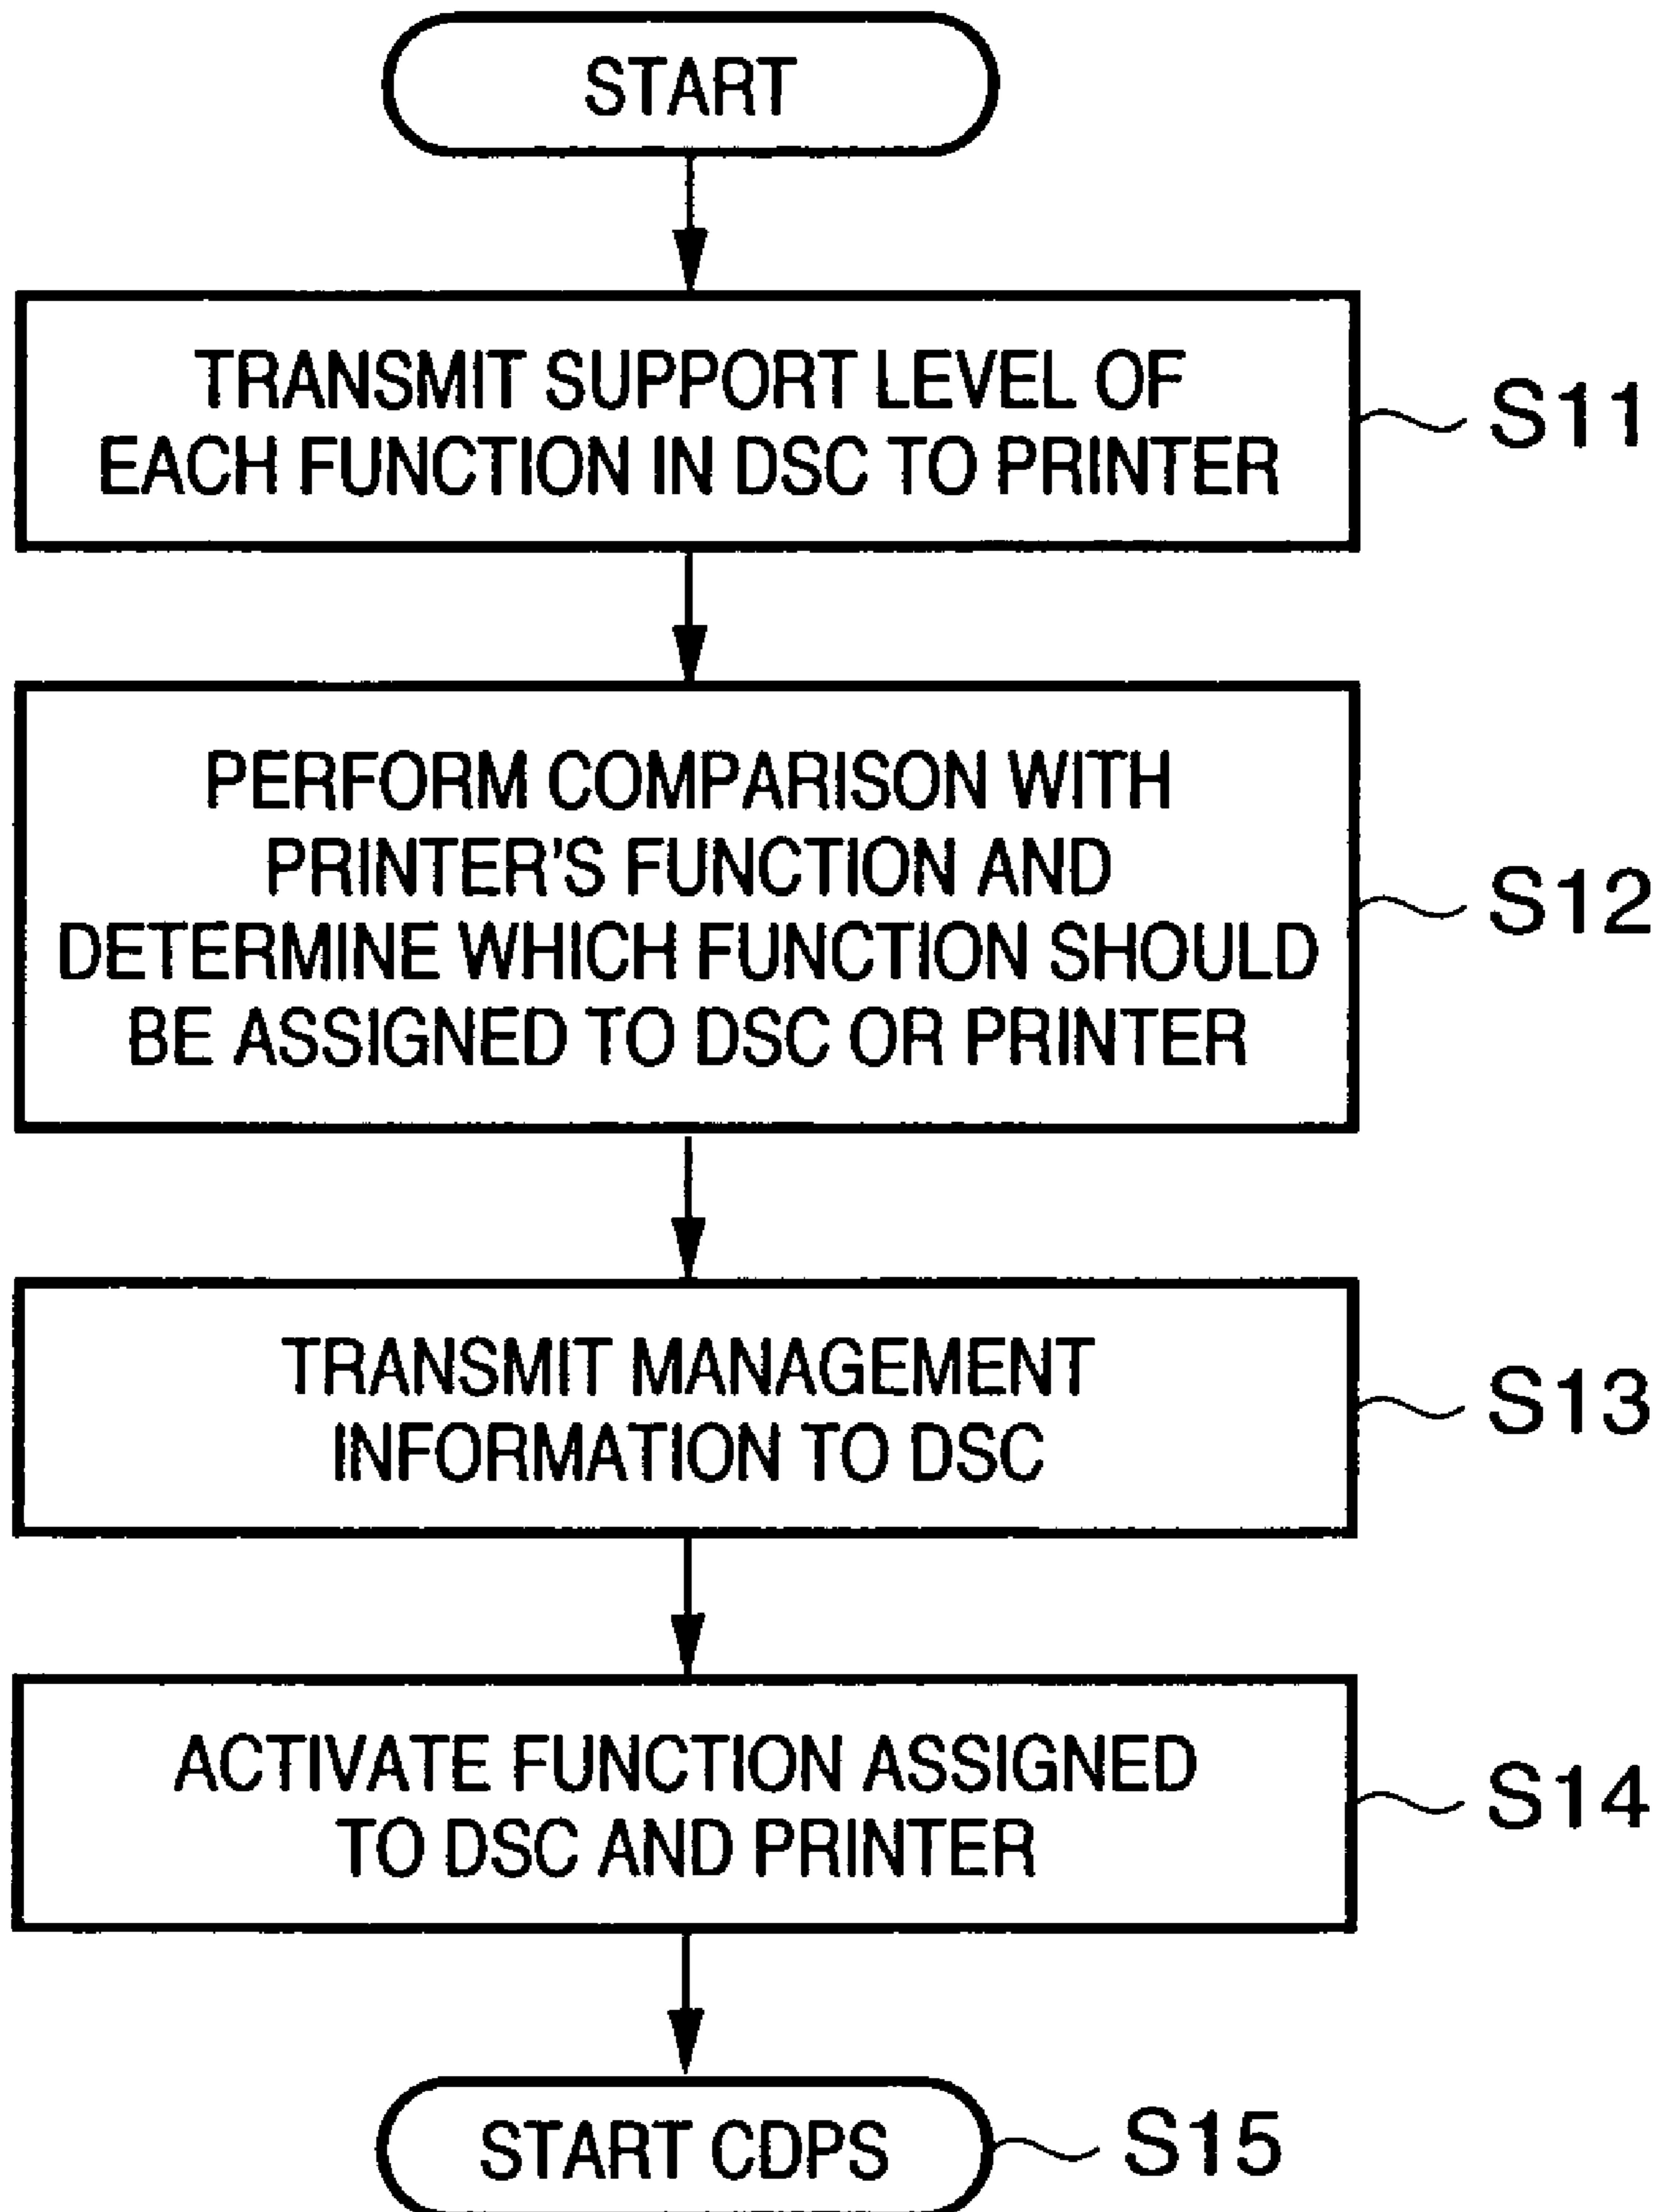 START
TRANSMIT SUPPORT LEVEL OF
EACH FUNCTION IN DSC TO PRINTER
S11
PERFORM COMPARISON WITH
PRINTER'S FUNCTION AND
DETERMINE WHICH FUNCTION SHOULD
BE ASSIGNED TO DSC OR PRINTER
S12
TRANSMIT MANAGEMENT
INFORMATION TO DSC
S13
ACTIVATE FUNCTION ASSIGNED
TO DSC AND PRINTER
S14
START CDPS
S15